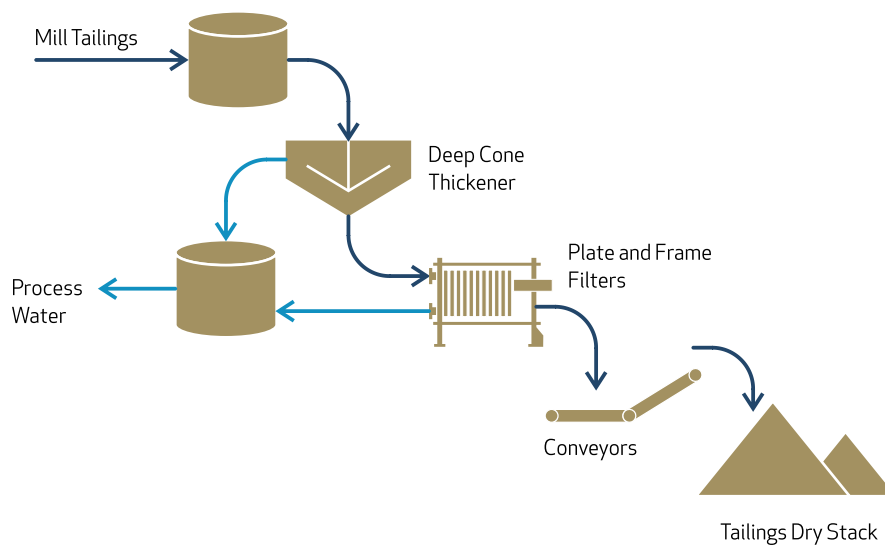 Mill Tailings
Deep Cone
Thickener
Plate and Frame
Filters
Process
Water
Conveyors
Tailings Dry Stack